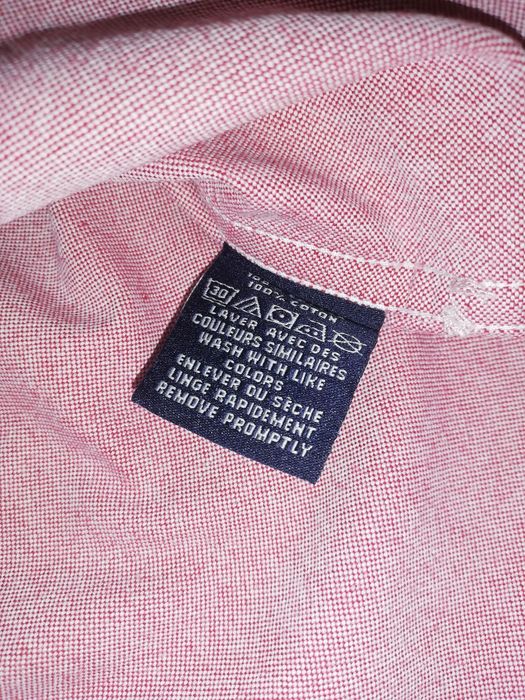 100% COTON
30
LAVER AVEC DES
COULEURS SIMILAIRES
WASH WITH LIKE
COLORS
ENLEVER DU SÈCHE
LINGE RAPIDEMENT
REMOVE PROMPTLY